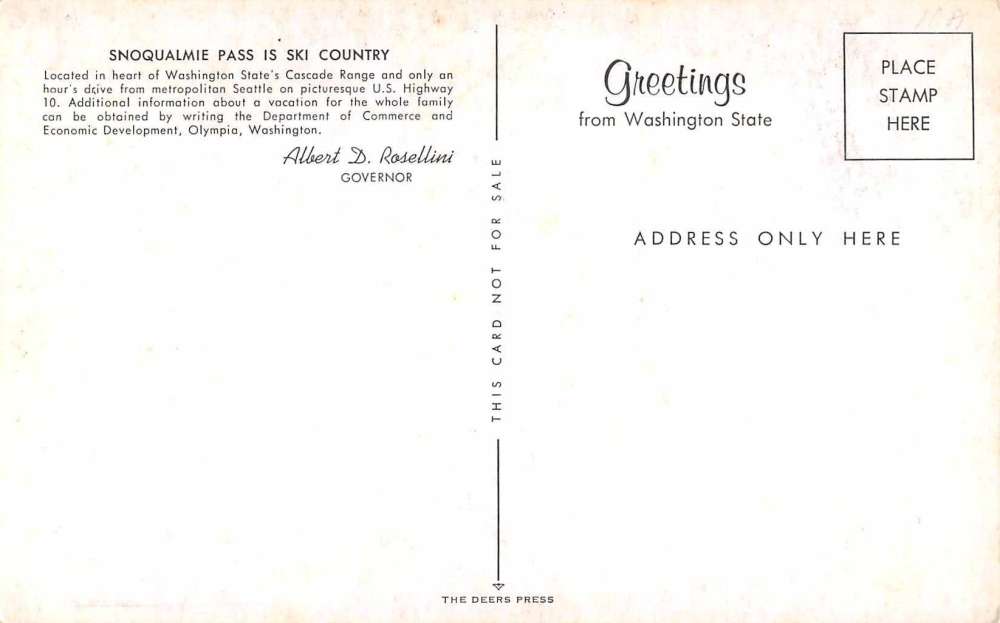 SNOQUALMIE PASS IS SKI COUNTRY
Located in heart of Washington State's Cascade Range and only an
hour's drive from metropolitan Seattle on picturesque U.S. Highway
10. Additional information about a vacation for the whole family
can be obtained by writing the Department of Commerce and
Economic Development, Olympia, Washington.
Albert D. Rosellini
GOVERNOR
THIS CARD NOT FOR SALE
THE DEERS PRESS
Greetings
from Washington State
PLACE
STAMP
HERE
ADDRESS ONLY HERE